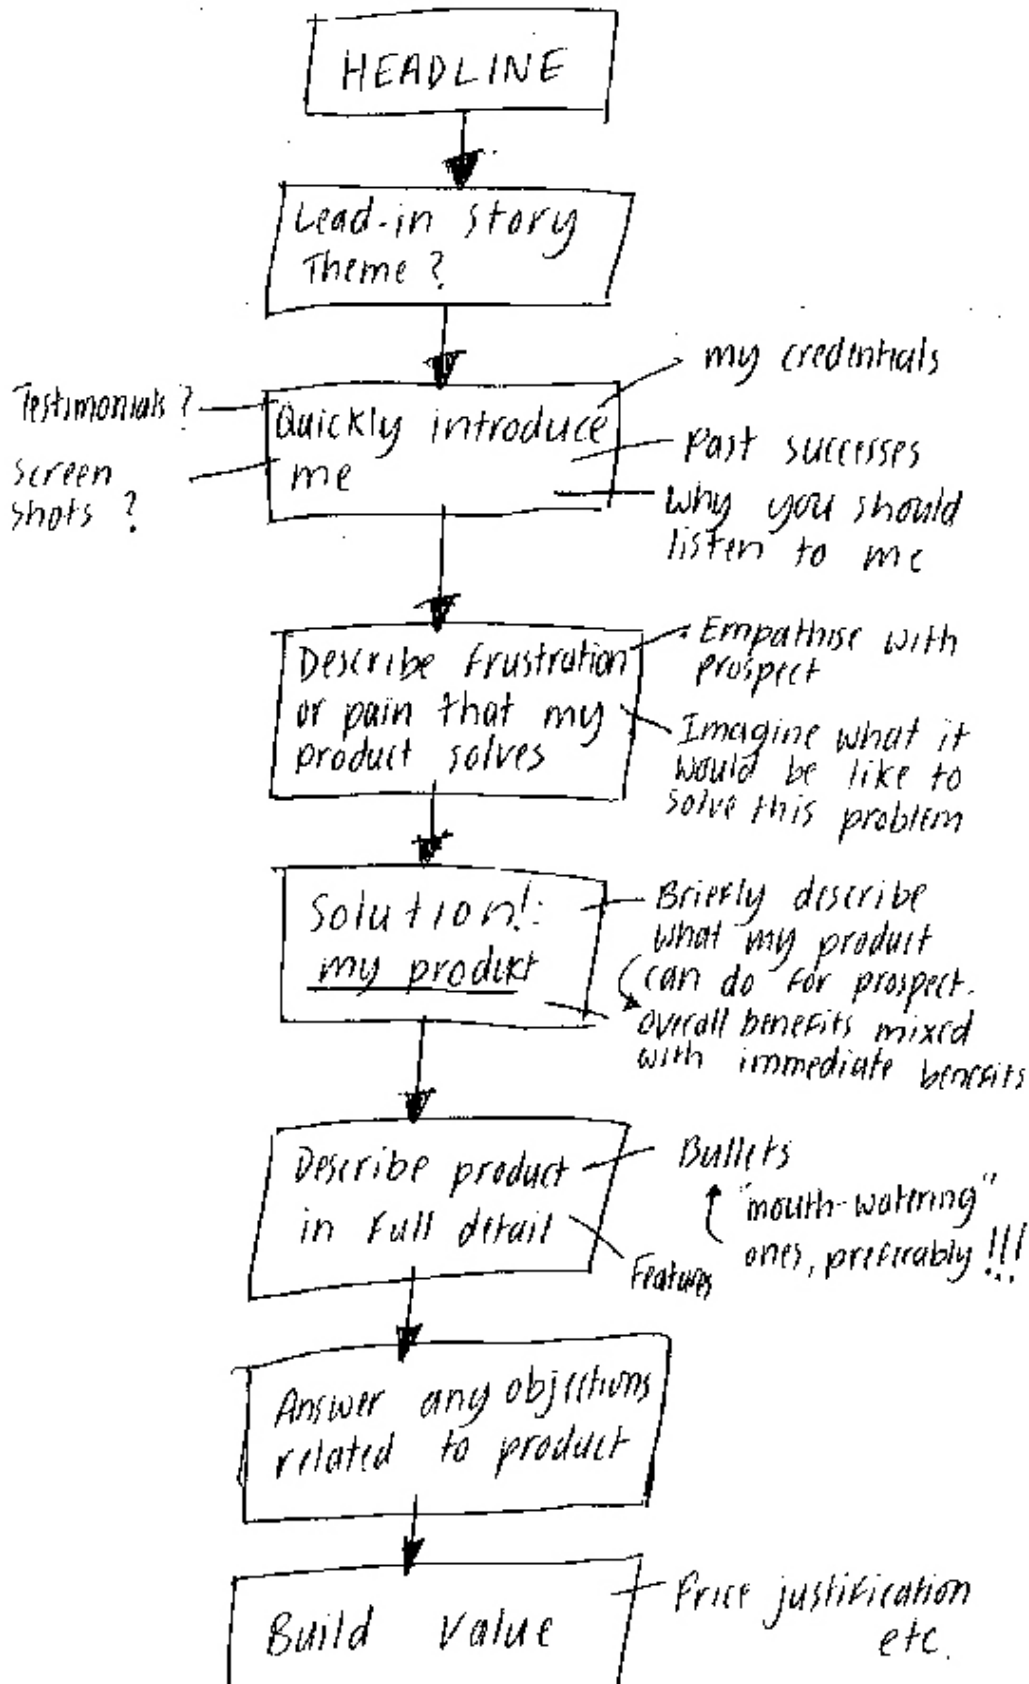 HEADLINE
Lead-in story
Theme?
Testimonials?
Screen
shots?
Quickly introduce
me
my credentials
Past successes
why you should
listen to me
Describe frustration
or pain that my
product solves
Empathise with
prospect
Imagine what it
would be like to
solve this problem
Solution!:
my product
Briefly describe
what my product
can do for prospect.
overall benefits mixed
with immediate benefits
Describe product
in full detail
Bullets
"mouth-watering"
ones, preferably!!!
Features
Answer any objections
related to product
Build Value
Price justification
etc.